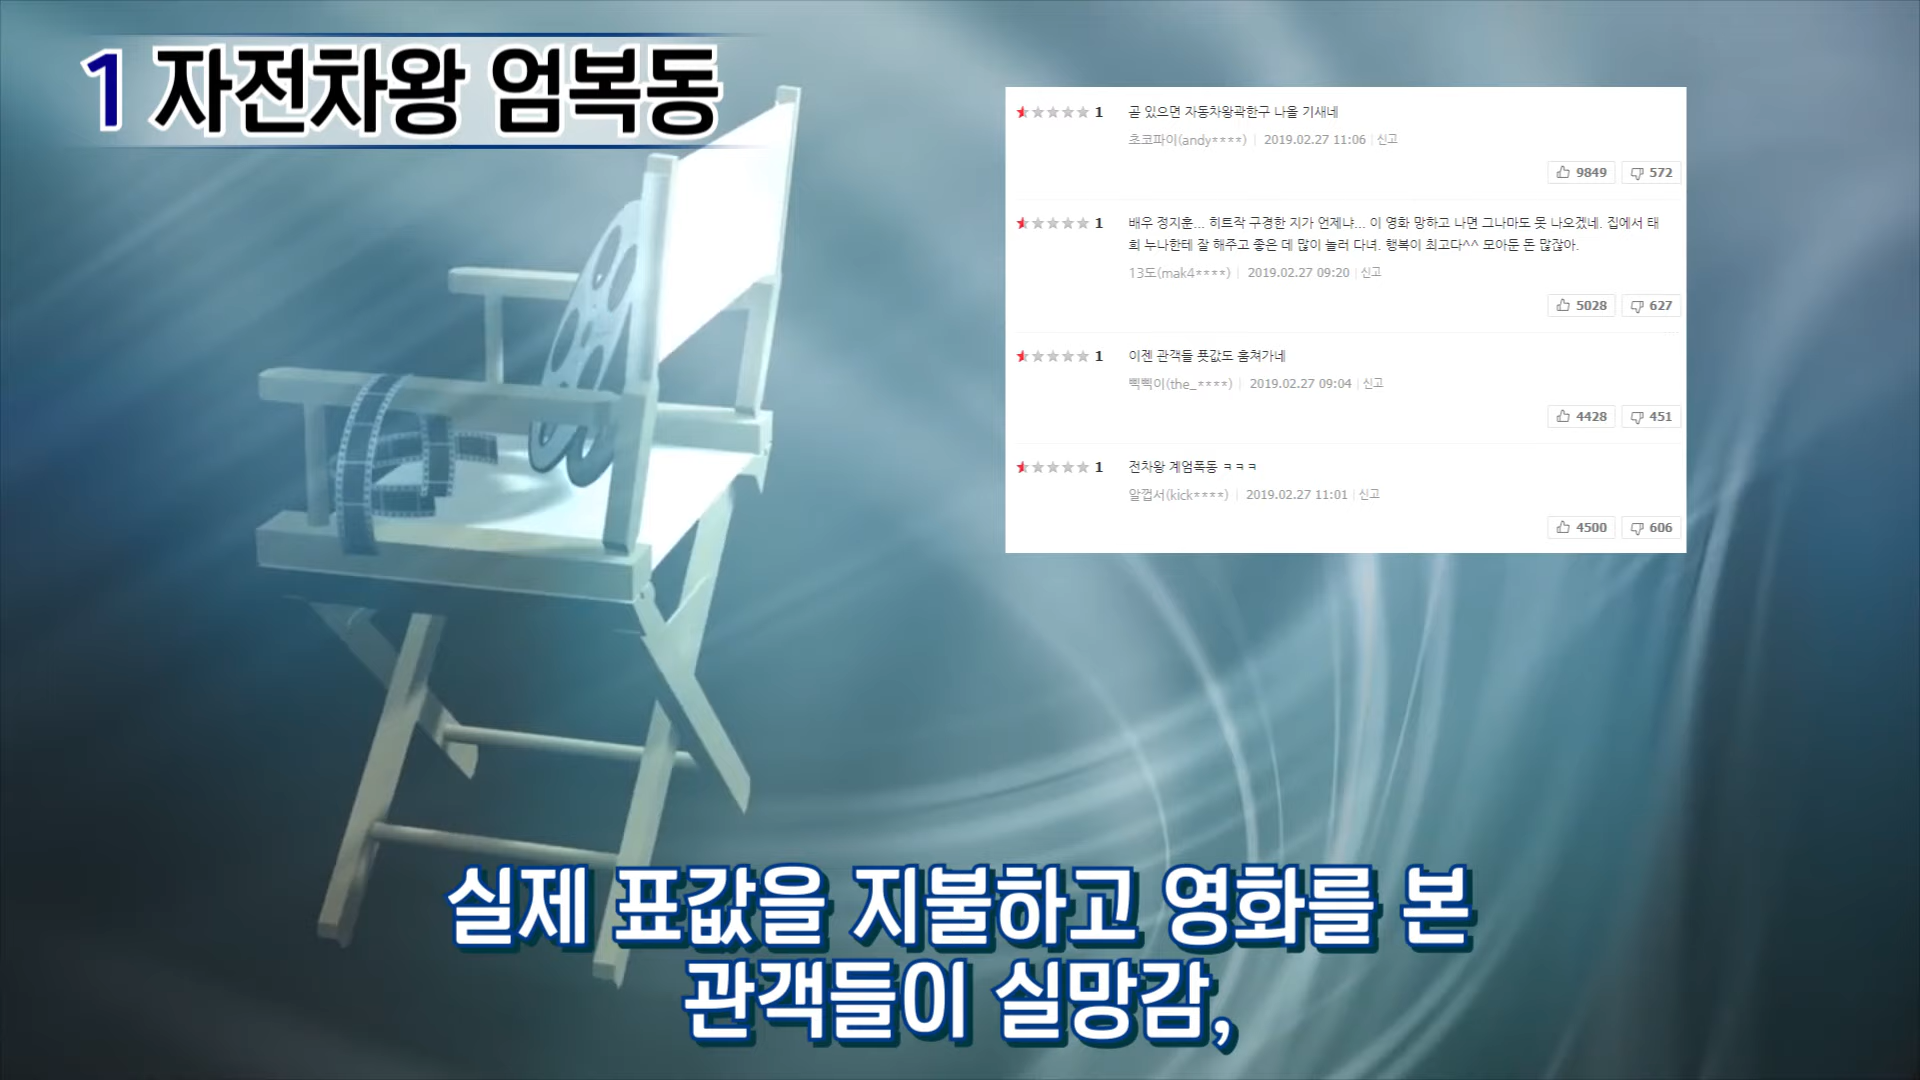 1 자전차왕 엄복동
1 곧 있으면 자동차왕곽한구 나올 기새네
초코파이(andy****) | 2019.02.27 11:06 | 신고
9849 572
1 배우 정지훈... 히트작 구경한 지가 언제냐... 이 영화 망하고 나면 그나마도 못 나오겠네. 집에서 태
희 누나한테 잘 해주고 좋은 데 많이 놀러 다녀. 행복이 최고다^^ 모아둔 돈 많잖아.
13도(mak4****) | 2019.02.27 09:20 | 신고
5028 627
1 이젠 관객들 푯값도 훔쳐가네
삑삑이(the_****) | 2019.02.27 09:04 | 신고
4428 451
1 전차왕 계엄폭동 ㅋㅋㅋ
알껍서(kick****) | 2019.02.27 11:01 | 신고
4500 606
실제 표값을 지불하고 영화를 본
관객들이 실망감,